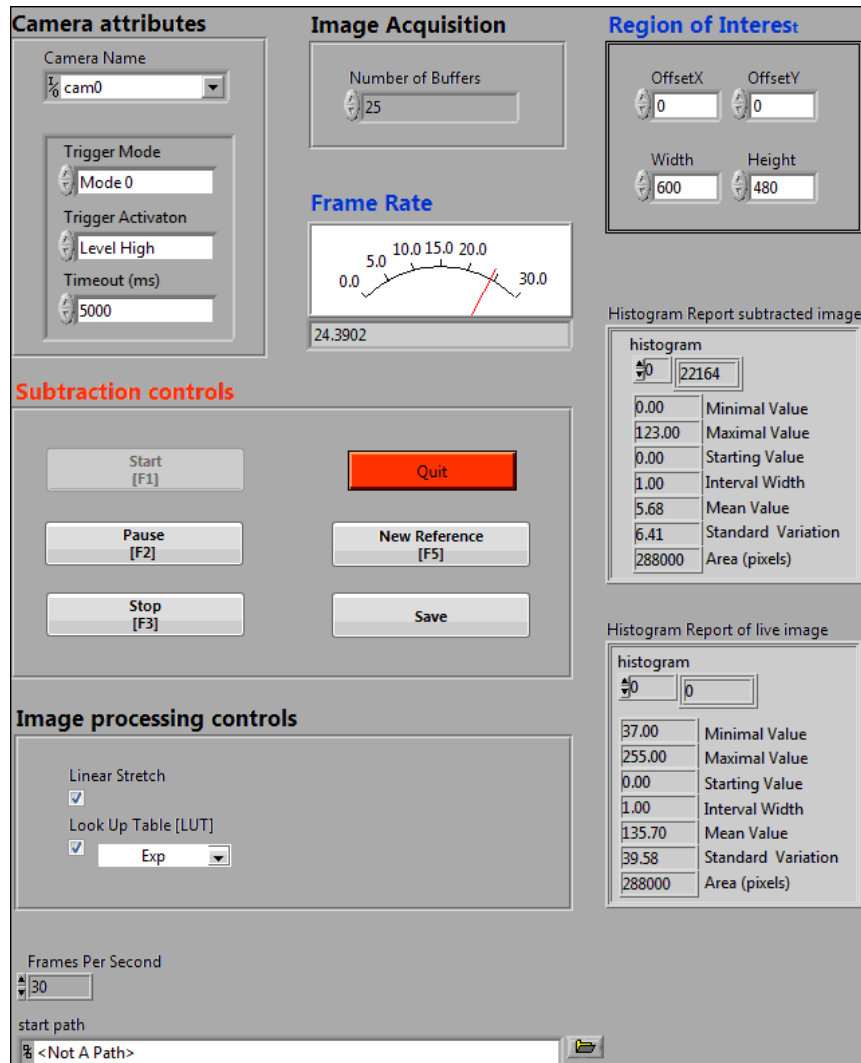 Camera attributes
Camera Name
cam0
Trigger Mode
Mode 0
Trigger Activaton
Level High
Timeout (ms)
5000
Image Acquisition
Number of Buffers
25
Frame Rate
0.0 5.0 10.0 15.0 20.0 30.0
24.3902
Region of Interest
OffsetX OffsetY
0 0
Width Height
600 480
Subtraction controls
Start
[F1]
Quit
Pause
[F2]
New Reference
[F5]
Stop
[F3]
Save
Histogram Report subtracted image
histogram
0 22164
0.00 Minimal Value
123.00 Maximal Value
0.00 Starting Value
1.00 Interval Width
5.68 Mean Value
6.41 Standard Variation
288000 Area (pixels)
Histogram Report of live image
histogram
0 0
37.00 Minimal Value
255.00 Maximal Value
0.00 Starting Value
1.00 Interval Width
135.70 Mean Value
39.58 Standard Variation
288000 Area (pixels)
Image processing controls
Linear Stretch
Look Up Table [LUT]
Exp
Frames Per Second
30
start path
<Not A Path>